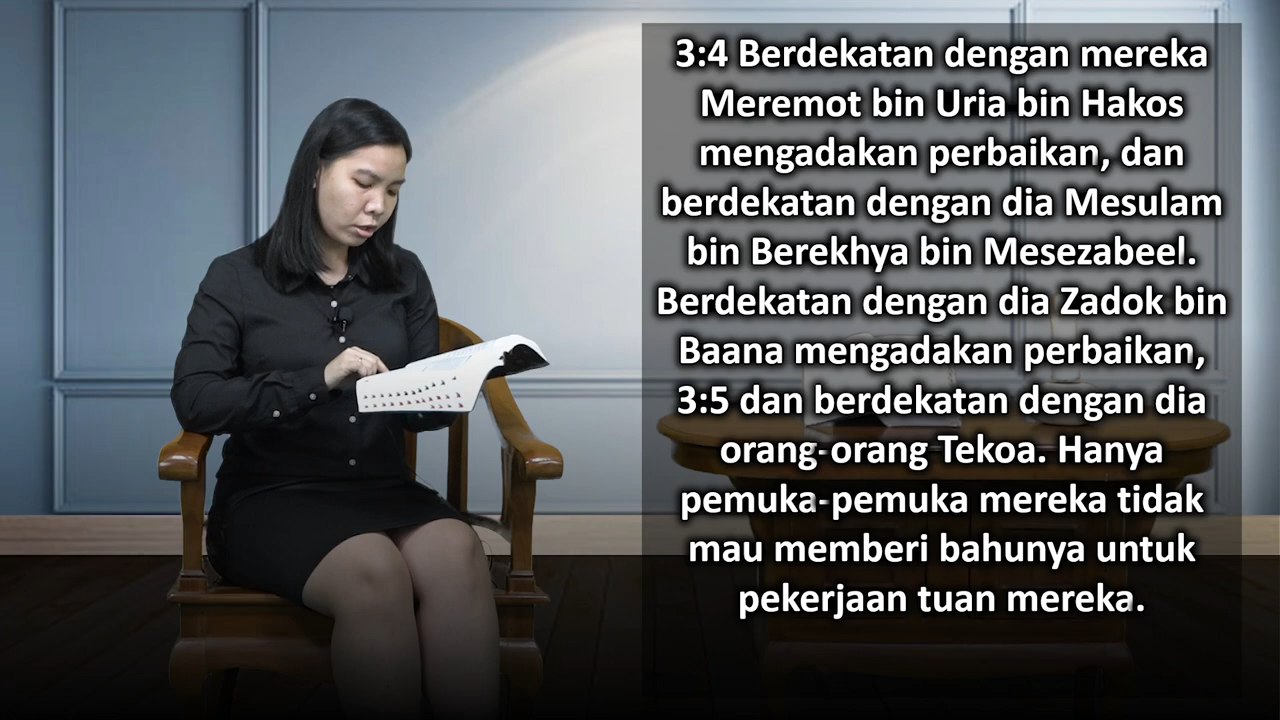 3:4 Berdekatan dengan mereka
Meremot bin Uria bin Hakos
mengadakan perbaikan, dan
berdekatan dengan dia Mesulam
bin Berekhya bin Mesezabeel.
Berdekatan dengan dia Zadok bin
Baana mengadakan perbaikan,
3:5 dan berdekatan dengan dia
orang-orang Tekoa. Hanya
pemuka-pemuka mereka tidak
mau memberi bahunya untuk
pekerjaan tuan mereka.